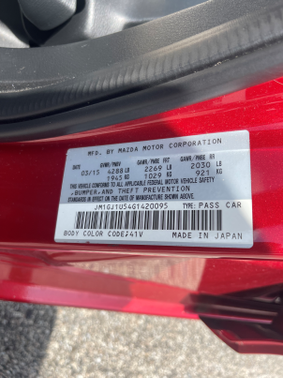 MFD. BY MAZDA MOTOR CORPORATION
DATE GVWR/PNBV GAWR/PNBE GAWR/PNBE
03/15 4288 LB 2269 LB 2030 LB
1945 KG 1029 KG 921 KG
THIS VEHICLE CONFORMS TO ALL APPLICABLE FEDERAL MOTOR VEHICLE SAFETY
BUMPER AND THEFT PREVENTION
STANDARDS IN EFFECT ON THE DATE OF MANUFACTURE SHOWN ABOVE.
JM1GJ1U54G1420095 TYPE: PASS CAR
BODY COLOR CODE:41V MADE IN JAPAN